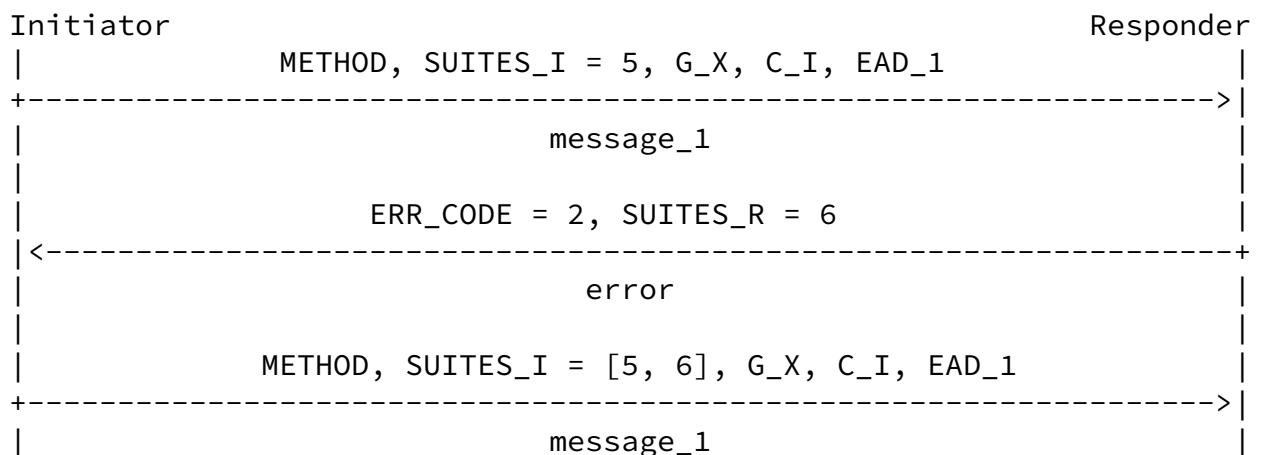 Initiator                                                   Responder
|              METHOD, SUITES_I = 5, G_X, C_I, EAD_1                |
+------------------------------------------------------------------>|
|                             message_1                             |
|                                                                   |
|                   ERR_CODE = 2, SUITES_R = 6                      |
|<------------------------------------------------------------------+
|                               error                               |
|                                                                   |
|             METHOD, SUITES_I = [5, 6], G_X, C_I, EAD_1            |
+------------------------------------------------------------------>|
|                             message_1                             |